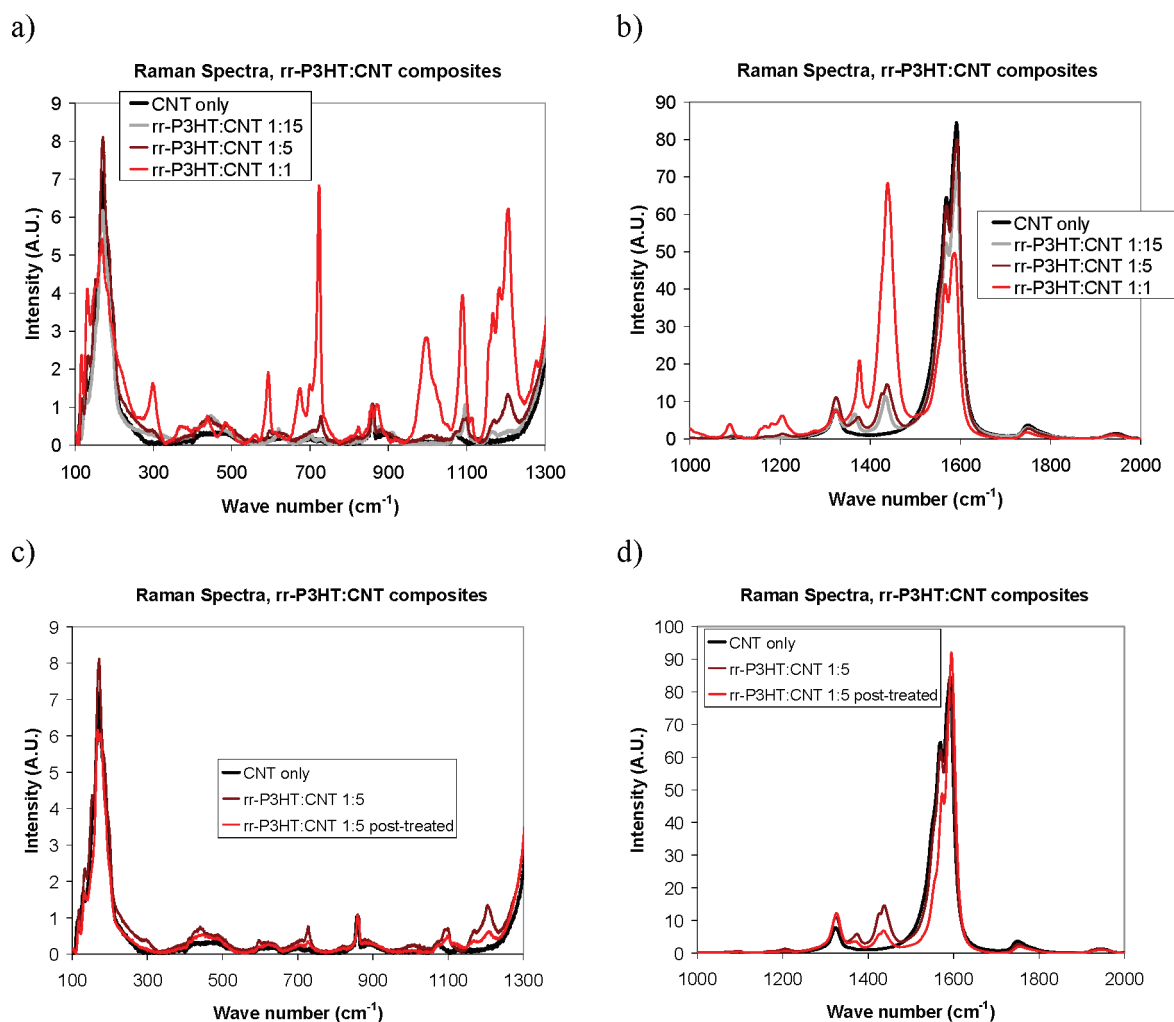 a)
Raman Spectra, rr-P3HT:CNT composites
CNT only
rr-P3HT:CNT 1:15
rr-P3HT:CNT 1:5
rr-P3HT:CNT 1:1
Intensity (A.U.)
9
8
7
6
5
4
3
2
1
0
100 300 500 700 900 1100 1300
Wave number (cm⁻¹)
b)
Raman Spectra, rr-P3HT:CNT composites
CNT only
rr-P3HT:CNT 1:15
rr-P3HT:CNT 1:5
rr-P3HT:CNT 1:1
Intensity (A.U.)
90
80
70
60
50
40
30
20
10
0
1000 1200 1400 1600 1800 2000
Wave number (cm⁻¹)
c)
Raman Spectra, rr-P3HT:CNT composites
CNT only
rr-P3HT:CNT 1:5
rr-P3HT:CNT 1:5 post-treated
Intensity (A.U.)
9
8
7
6
5
4
3
2
1
0
100 300 500 700 900 1100 1300
Wave number (cm⁻¹)
d)
Raman Spectra, rr-P3HT:CNT composites
CNT only
rr-P3HT:CNT 1:5
rr-P3HT:CNT 1:5 post-treated
Intensity (A.U.)
100
90
80
70
60
50
40
30
20
10
0
1000 1200 1400 1600 1800 2000
Wave number (cm⁻¹)